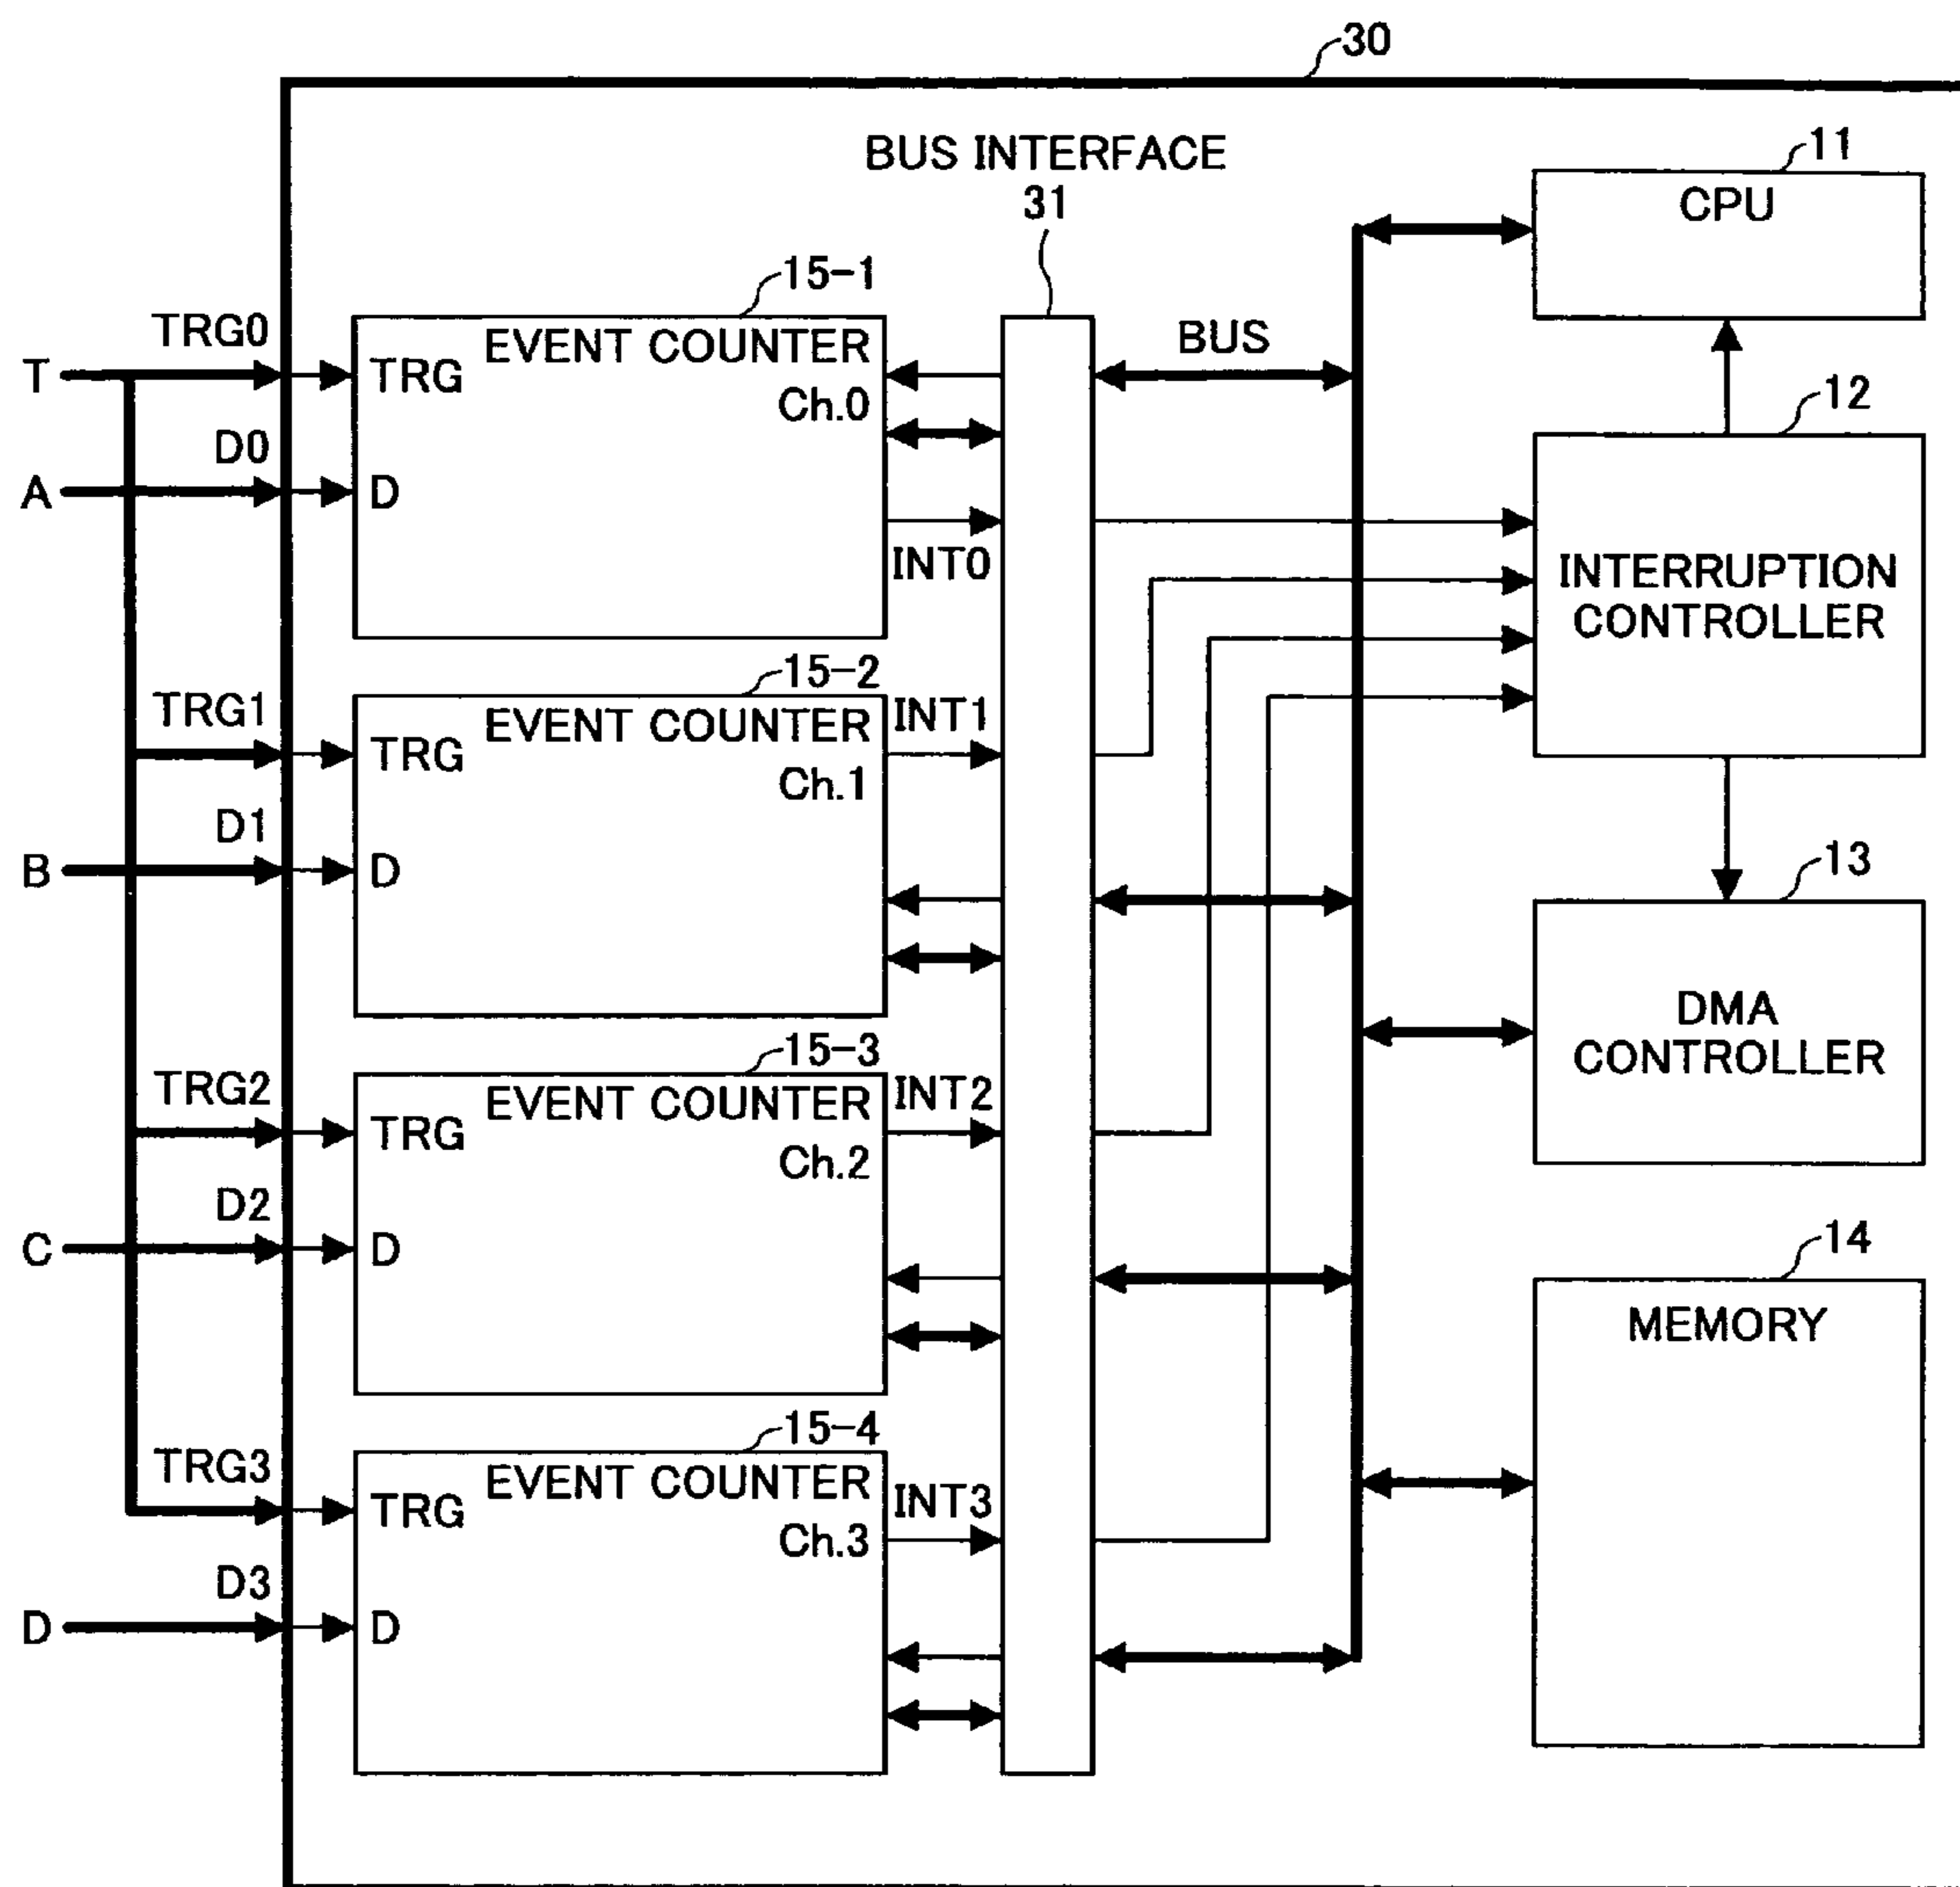 30
BUS INTERFACE
31
11
CPU
15-1
TRG0
T
TRG
EVENT COUNTER
Ch.0
BUS
12
D0
A
D
INT0
INTERRUPTION
CONTROLLER
15-2
TRG1
TRG
EVENT COUNTER
Ch.1
INT1
D1
B
D
13
DMA
CONTROLLER
15-3
TRG2
TRG
EVENT COUNTER
Ch.2
INT2
D2
C
D
14
MEMORY
15-4
TRG3
TRG
EVENT COUNTER
Ch.3
INT3
D3
D
D